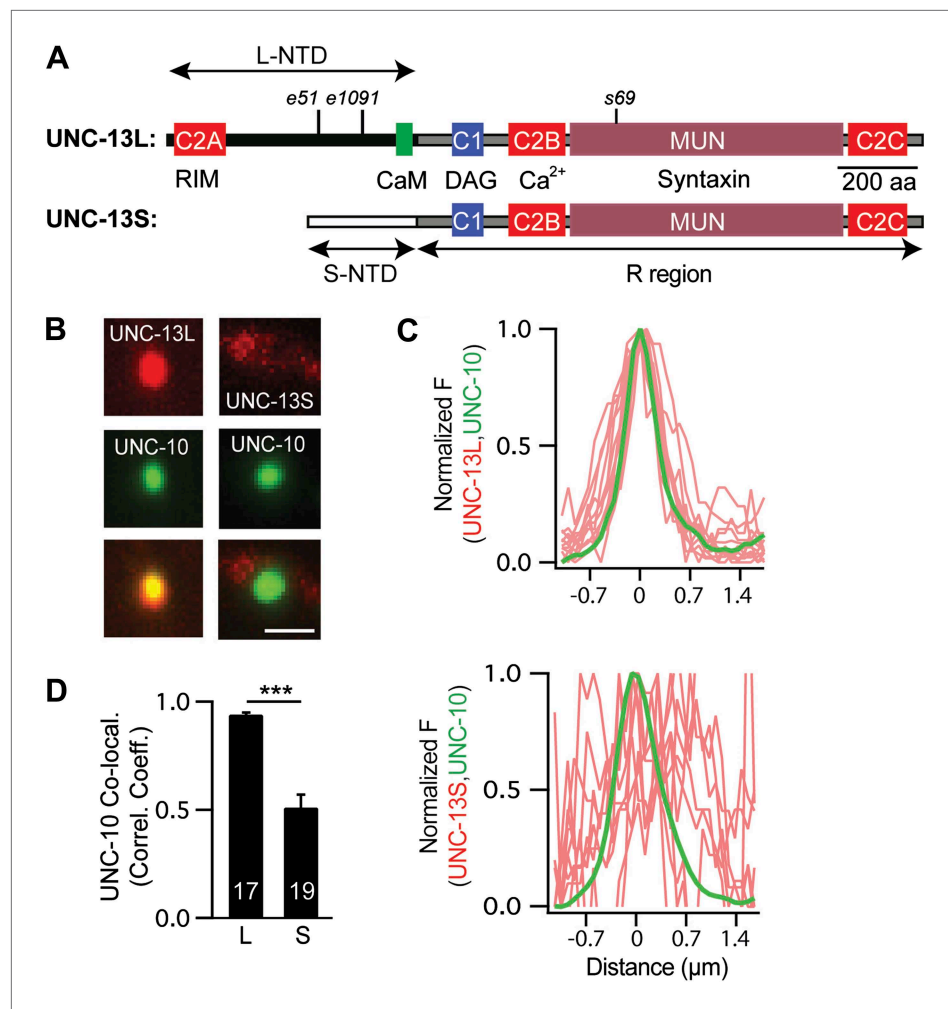 A
L-NTD
e51 e1091
s69
UNC-13L:
C2A
C1
C2B
MUN
C2C
RIM
CaM
DAG
Ca2+
Syntaxin
200 aa
UNC-13S:
C1
C2B
MUN
C2C
S-NTD
R region
B
UNC-13L
UNC-13S
UNC-10
UNC-10
C
Normalized F
(UNC-13L,UNC-10)
1.0
0.5
0.0
-0.7 0 0.7 1.4
D
UNC-10 Co-local.
(Correl. Coeff.)
1.0
0.5
0.0
***
17 19
L S
Normalized F
(UNC-13S,UNC-10)
1.0
0.5
0.0
-0.7 0 0.7 1.4
Distance (µm)